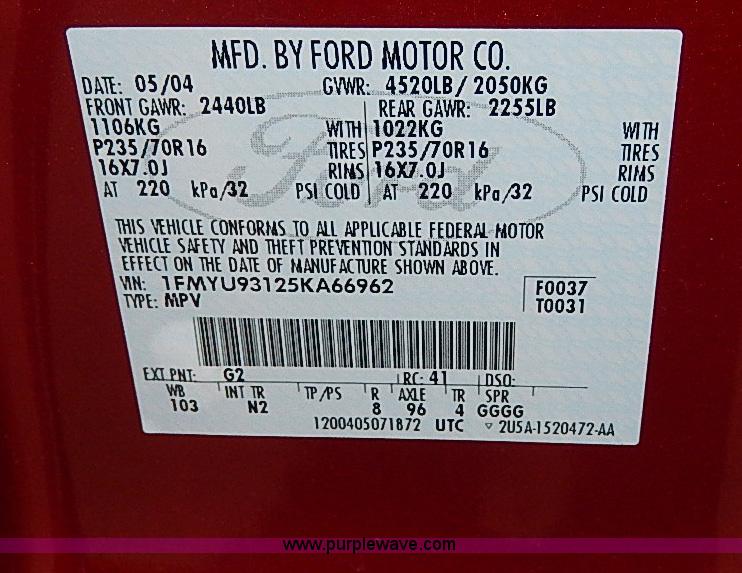 MFD. BY FORD MOTOR CO.
DATE: 05/04 GVWR: 4520LB/2050KG
FRONT GAWR: 2440LB REAR GAWR: 2255LB
1106KG WITH 1022KG WITH
P235/70R16 TIRES P235/70R16 TIRES
16X7.0J RIMS 16X7.0J RIMS
AT 220 kPa/32 PSI COLD AT 220 kPa/32 PSI COLD
Ford
THIS VEHICLE CONFORMS TO ALL APPLICABLE FEDERAL MOTOR
VEHICLE SAFETY AND THEFT PREVENTION STANDARDS IN
EFFECT ON THE DATE OF MANUFACTURE SHOWN ABOVE.
VIN: 1FMYU93125KA66962 F0037
TYPE: MPV T0031
EXT PNT: G2 RC: 41 DSO:
WB INT TR TP/PS R AXLE TR SPR
103 N2 8 96 4 GGGG
1200405071872 UTC ▽ 2U5A-1520472-AA
www.purplewave.com